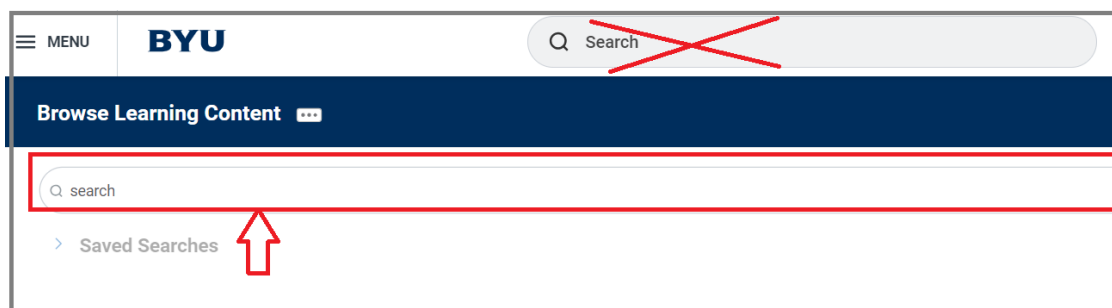 MENU
BYU
Search
Browse Learning Content
search
Saved Searches